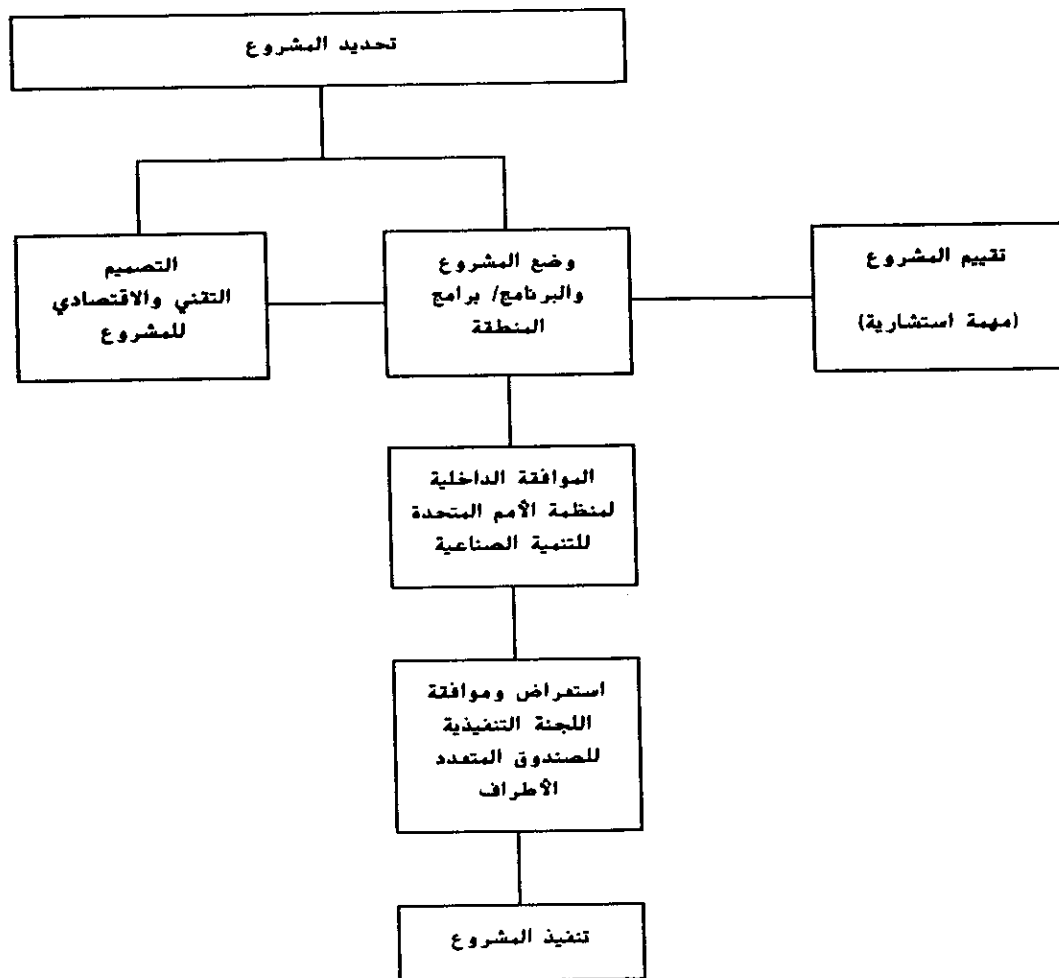 تحديد المشروع
التصميم
التقني والاقتصادي
للمشروع
وضع المشروع
والبرنامج/ برامج
المنطقة
تقييم المشروع
(مهمة استشارية)
الموافقة الداخلية
لمنظمة الأمم المتحدة
للتنمية الصناعية
استعراض وموافقة
اللجنة التنفيذية
للصندوق المتعدد
الأطراف
تنفيذ المشروع